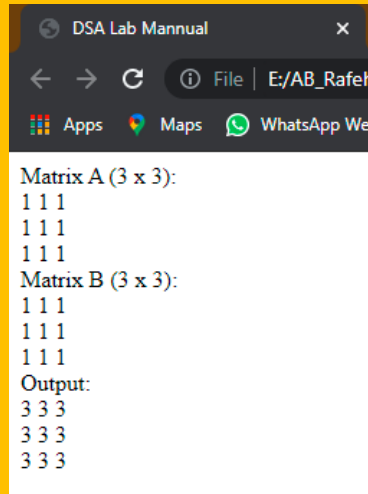 DSA Lab Mannual
File | E:/AB_Rafeh
Apps Maps WhatsApp We
Matrix A (3 x 3):
1 1 1
1 1 1
1 1 1
Matrix B (3 x 3):
1 1 1
1 1 1
1 1 1
Output:
3 3 3
3 3 3
3 3 3